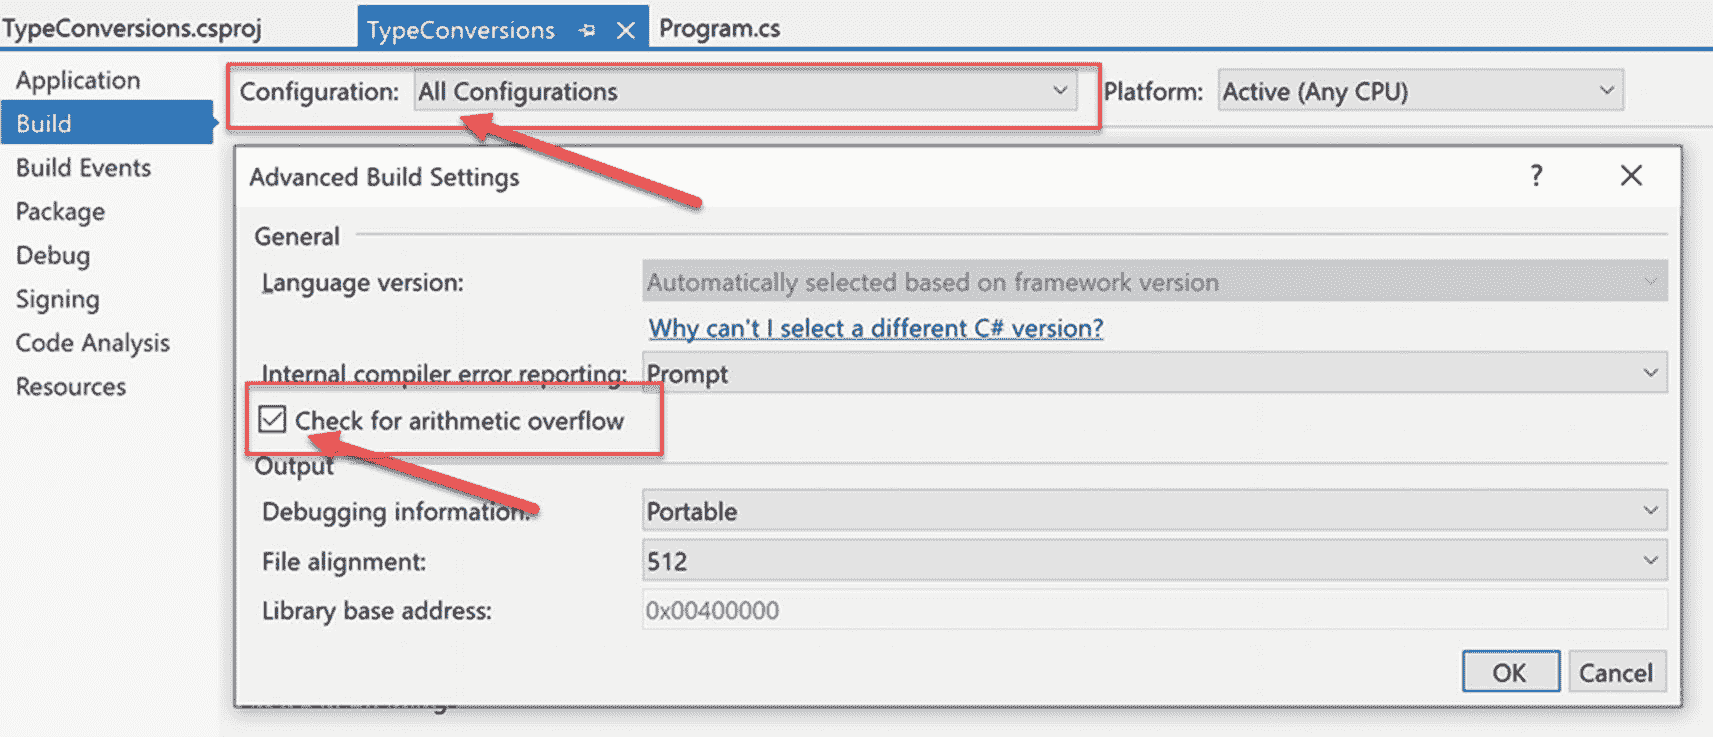 TypeConversions.csproj TypeConversions Program.cs
Application
Build
Build Events
Package
Debug
Signing
Code Analysis
Resources
Configuration: All Configurations Platform: Active (Any CPU)
Advanced Build Settings ?
General
Language version: Automatically selected based on framework version
Why can't I select a different C# version?
Internal compiler error reporting: Prompt
Check for arithmetic overflow
Output
Debugging information: Portable
File alignment: 512
Library base address: 0x00400000
OK Cancel